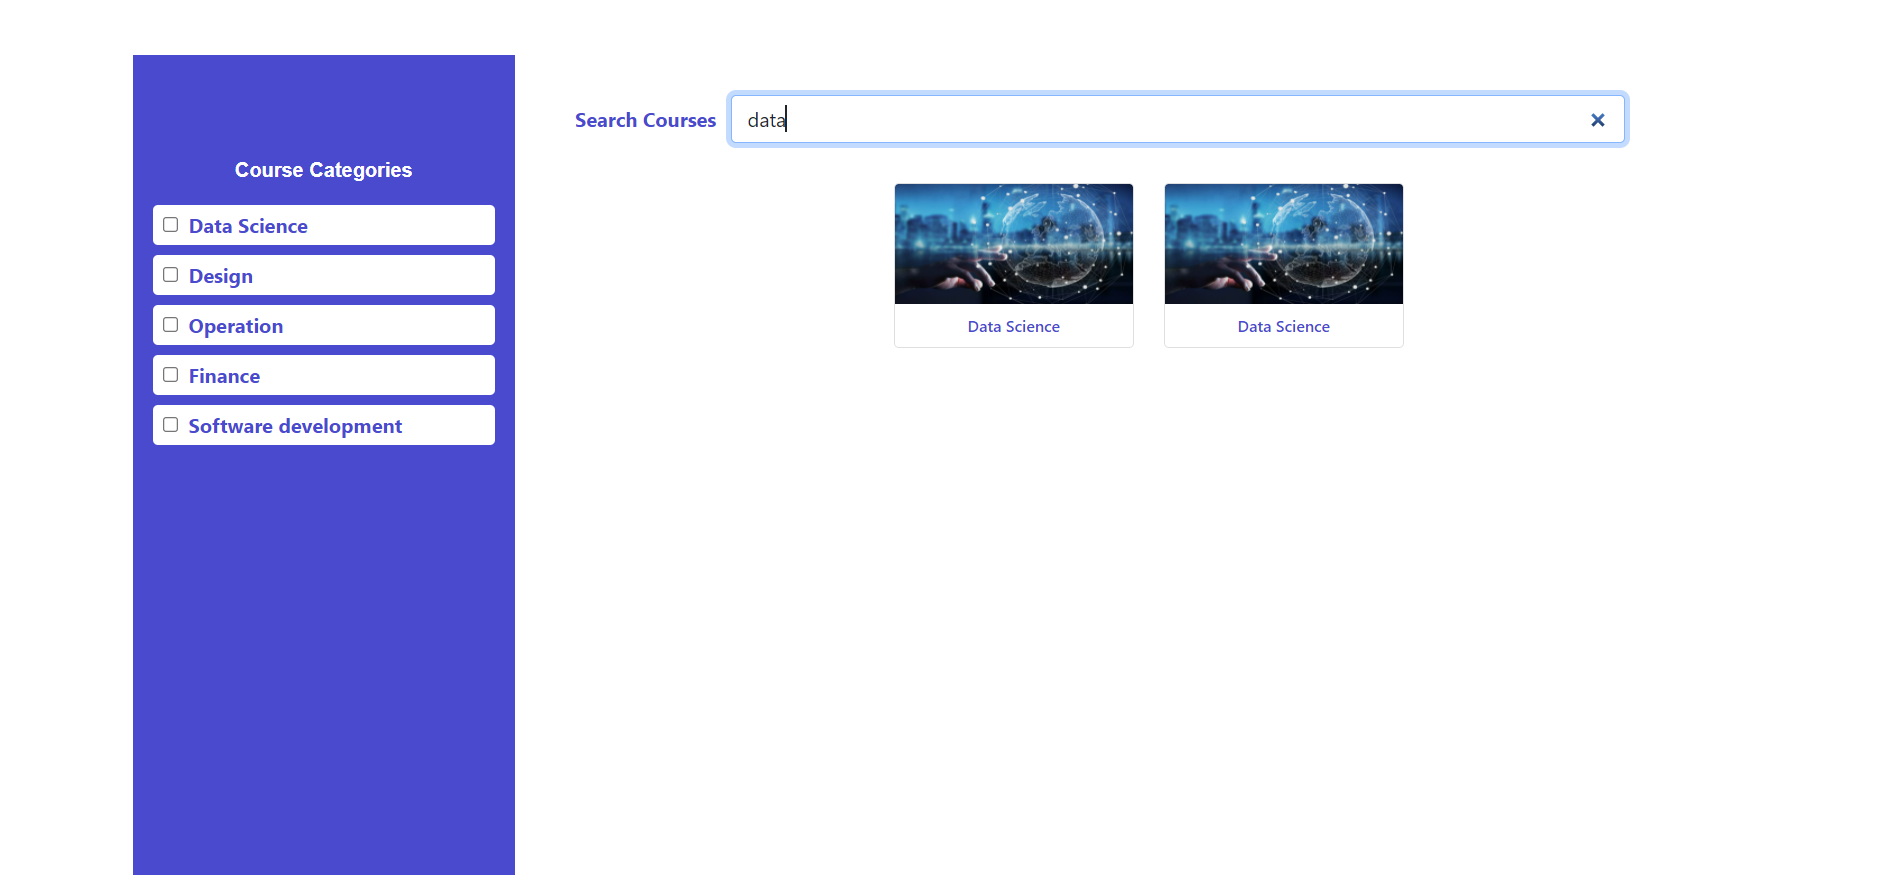 Course Categories
Data Science
Design
Operation
Finance
Software development
Search Courses
data
Data Science
Data Science